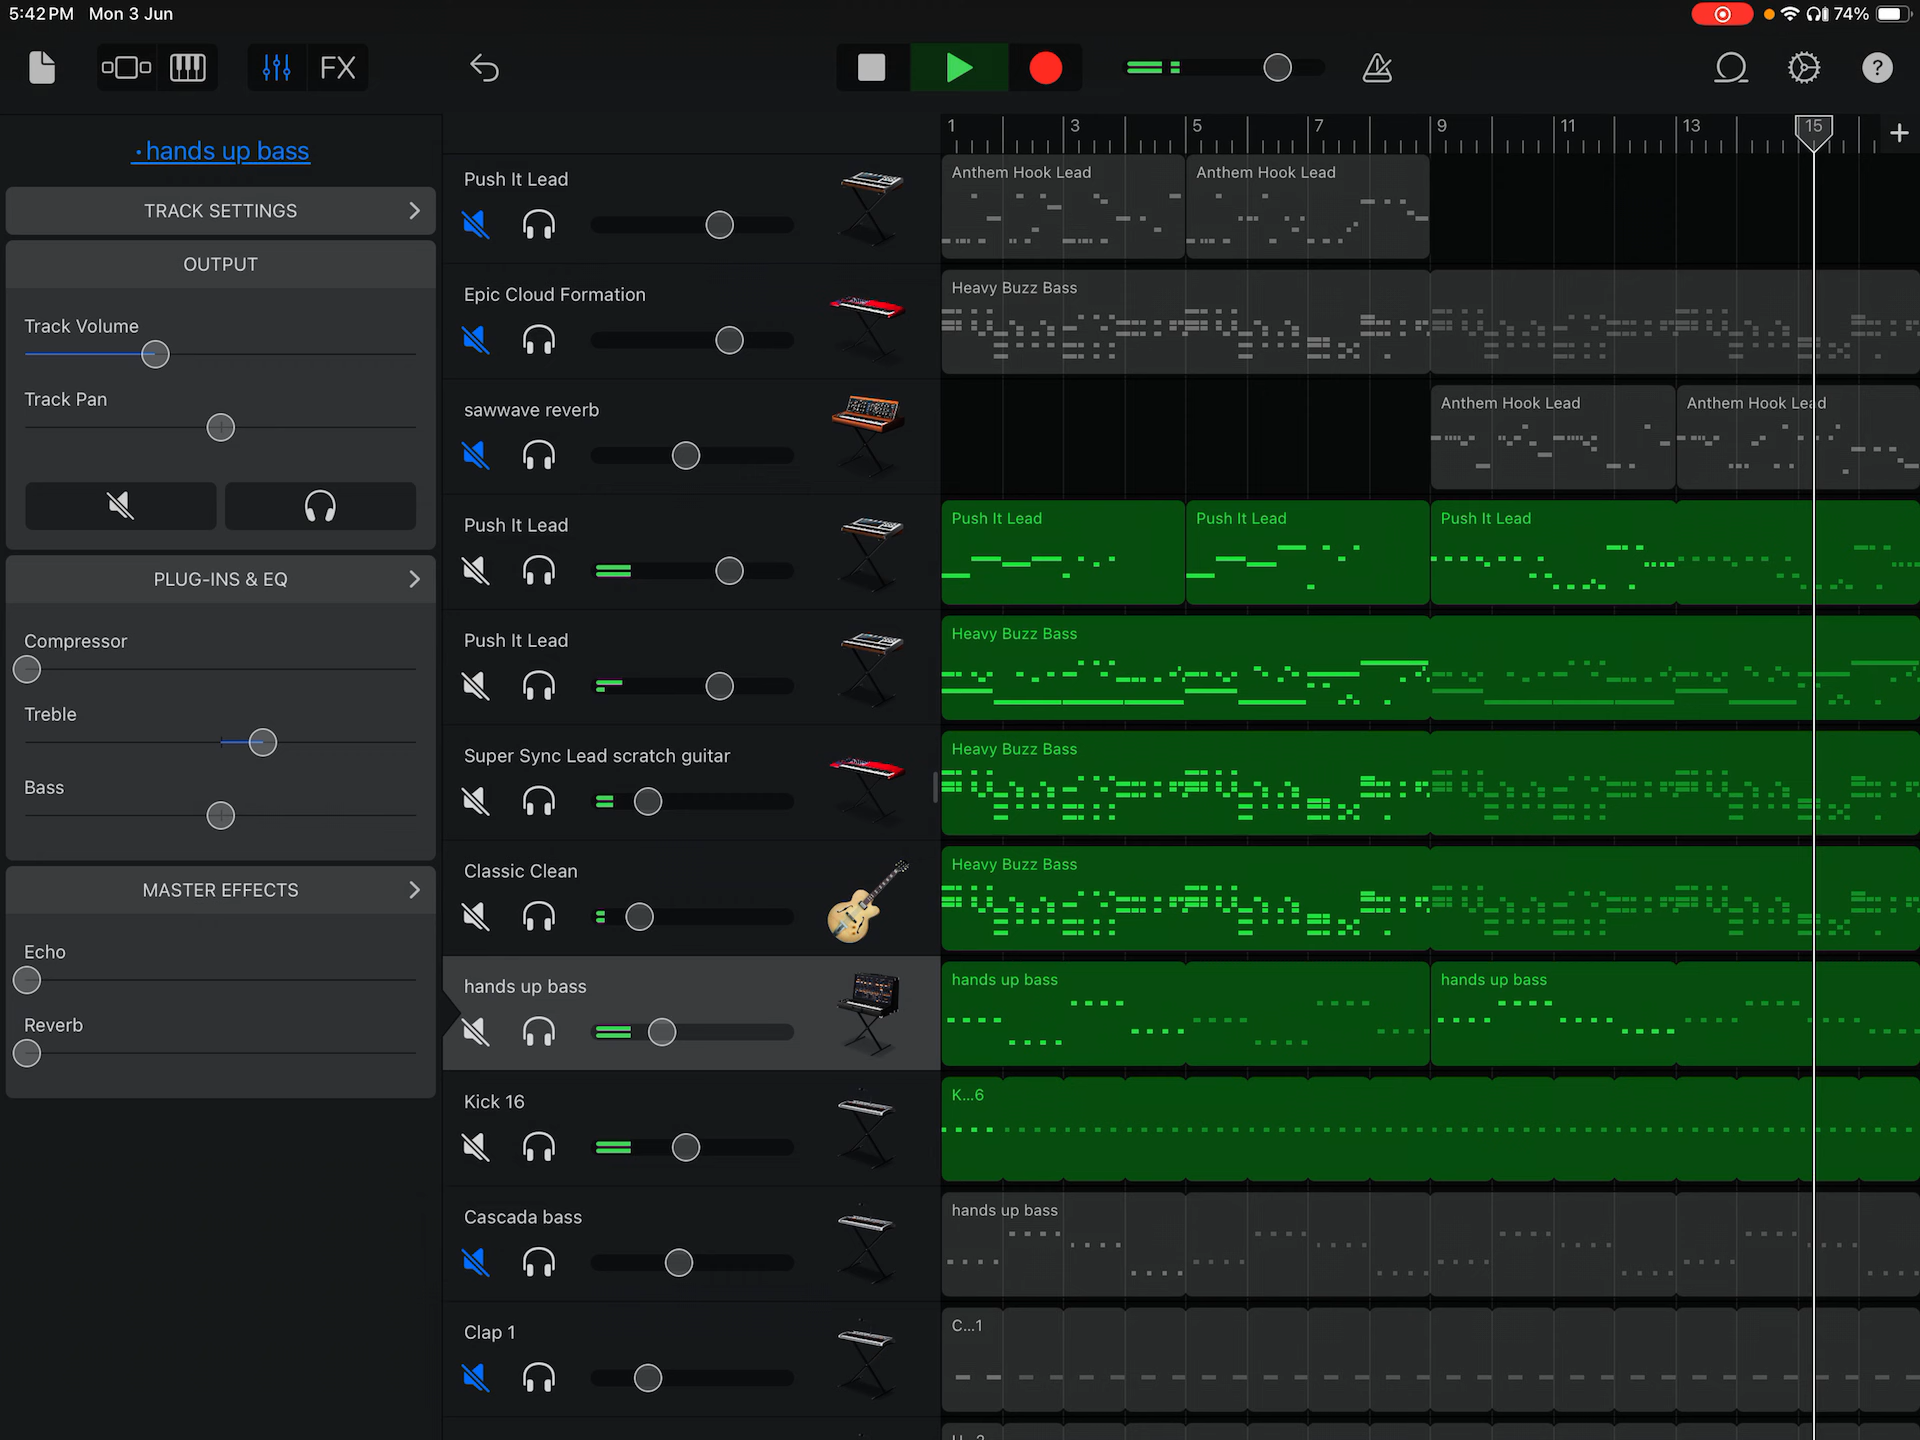 5:42 PM Mon 3 Jun
74%
FX
?
· hands up bass
TRACK SETTINGS
OUTPUT
Track Volume
Track Pan
PLUG-INS & EQ
Compressor
Treble
Bass
MASTER EFFECTS
Echo
Reverb
1 3 5 7 9 11 13 15 +
Push It Lead
Anthem Hook Lead Anthem Hook Lead
Epic Cloud Formation
Heavy Buzz Bass
sawwave reverb
Anthem Hook Lead Anthem Hook Lead
Push It Lead
Push It Lead Push It Lead Push It Lead
Push It Lead
Heavy Buzz Bass
Super Sync Lead scratch guitar
Heavy Buzz Bass
Classic Clean
Heavy Buzz Bass
hands up bass
hands up bass hands up bass
Kick 16
K...6
Cascada bass
hands up bass
Clap 1
C...1